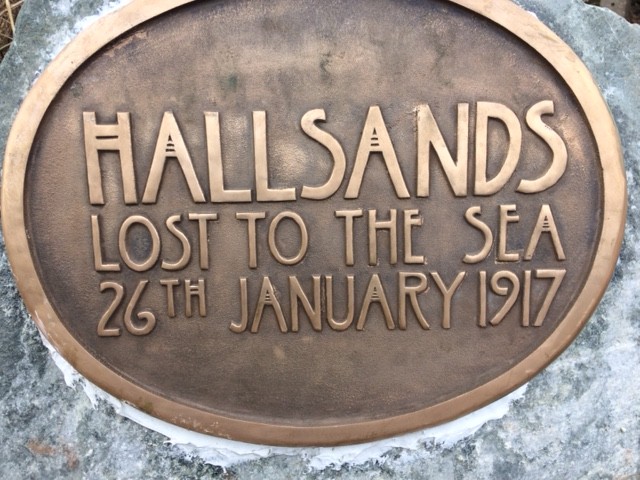 HALLSANDS
LOST TO THE SEA
26TH JANUARY 1917